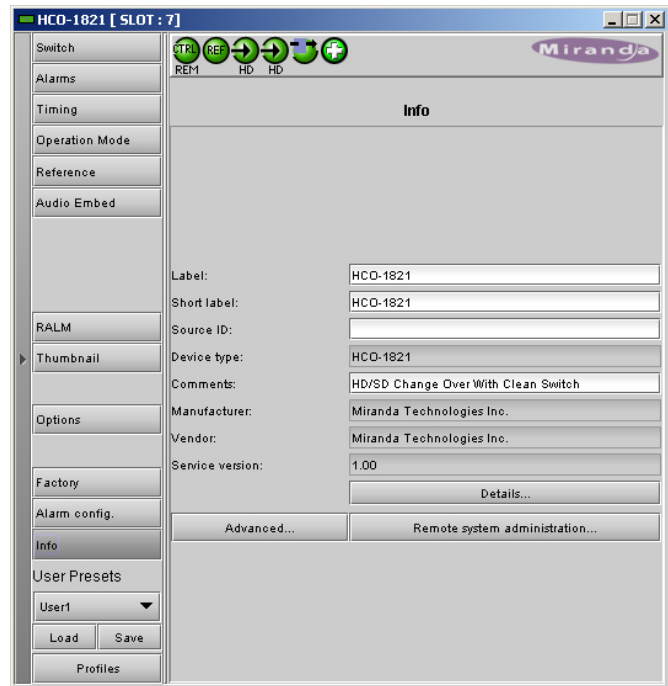 HCO-1821 [ SLOT : 7]
Switch
Alarms
Timing
Operation Mode
Reference
Audio Embed
RALM
Thumbnail
Options
Factory
Alarm config.
Info
User Presets
User1
Load Save
Profiles
CTRL REF
REM HD HD
Miranda
Info
Label: HCO-1821
Short label: HCO-1821
Source ID:
Device type: HCO-1821
Comments: HD/SD Change Over With Clean Switch
Manufacturer: Miranda Technologies Inc.
Vendor: Miranda Technologies Inc.
Service version: 1.00
Details...
Advanced... Remote system administration...